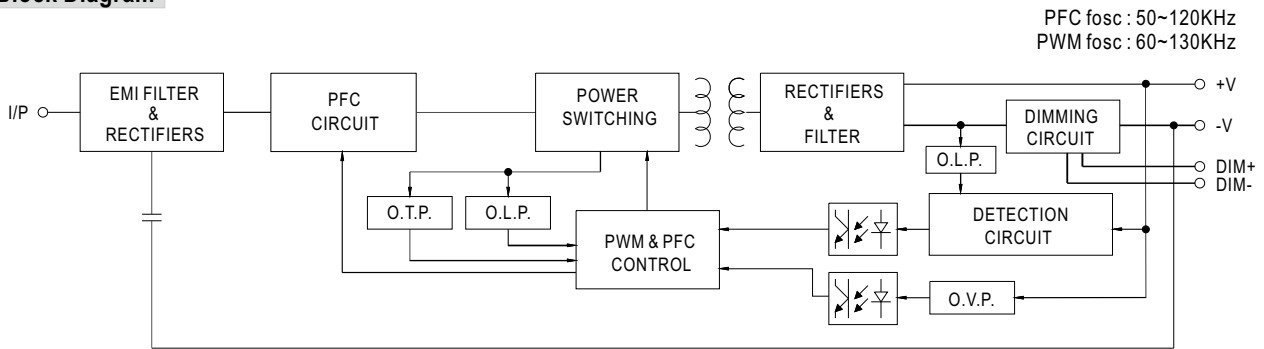 Block Diagram
PFC fosc : 50~120KHz
PWM fosc : 60~130KHz
I/P
EMI FILTER
&
RECTIFIERS
PFC
CIRCUIT
POWER
SWITCHING
RECTIFIERS
&
FILTER
DIMMING
CIRCUIT
+V
-V
DIM+
DIM-
O.L.P.
O.T.P.
O.L.P.
PWM & PFC
CONTROL
DETECTION
CIRCUIT
O.V.P.